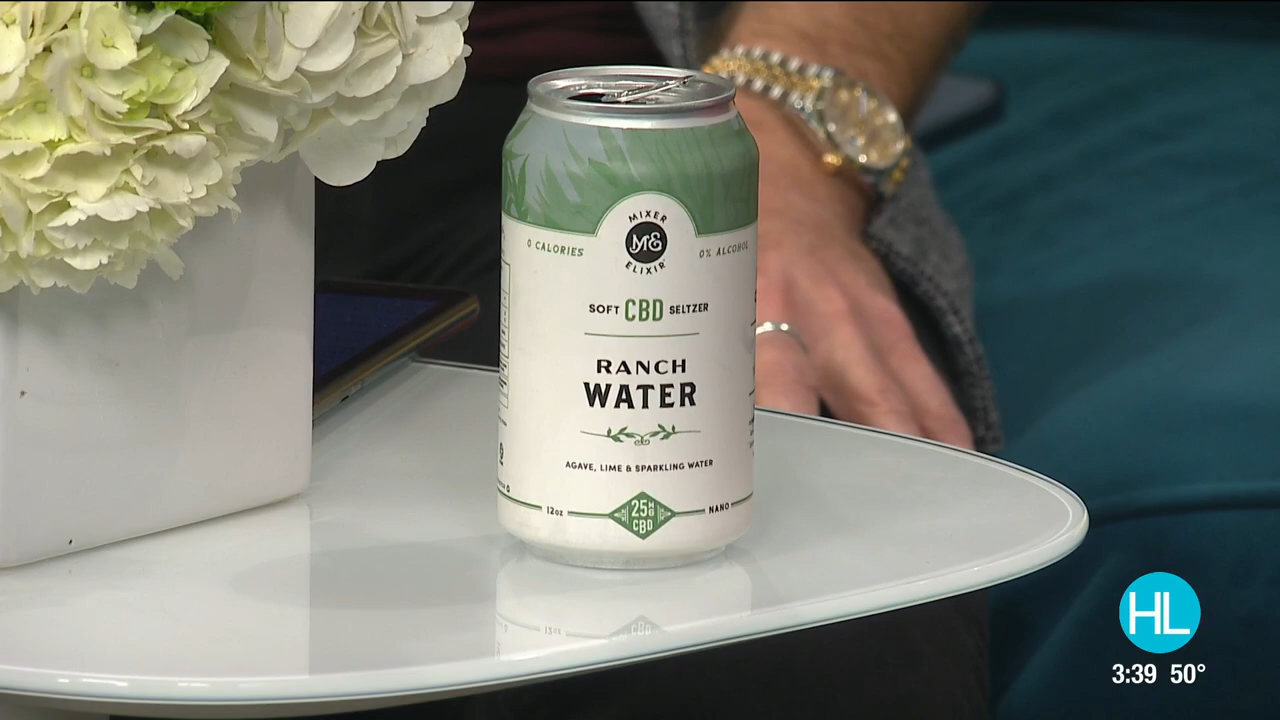 MIXER
ME
ELIXIR
0 CALORIES
0% ALCOHOL
SOFT CBD SELTZER
RANCH
WATER
AGAVE, LIME & SPARKLING WATER
12oz
25MG
CBD
NANO
HL
3:39 50°